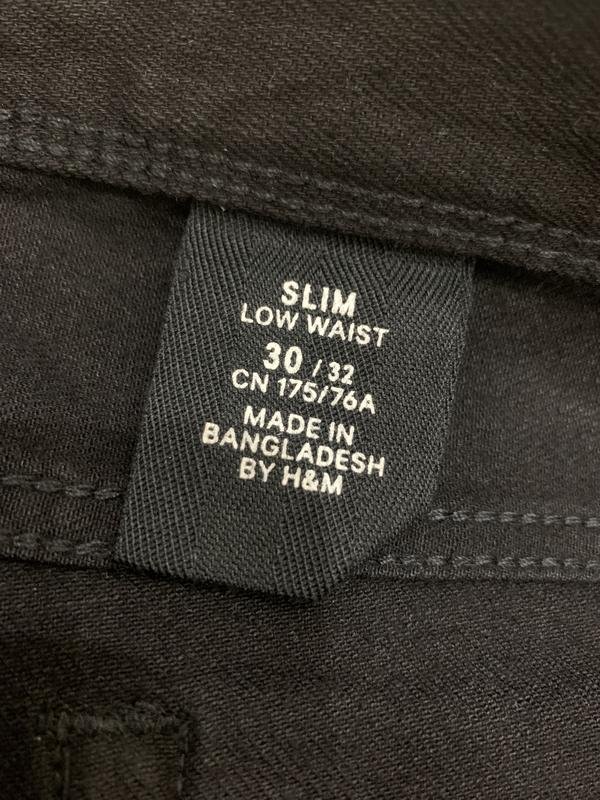 SLIM
LOW WAIST
30 / 32
CN 175/76A
MADE IN
BANGLADESH
BY H&M